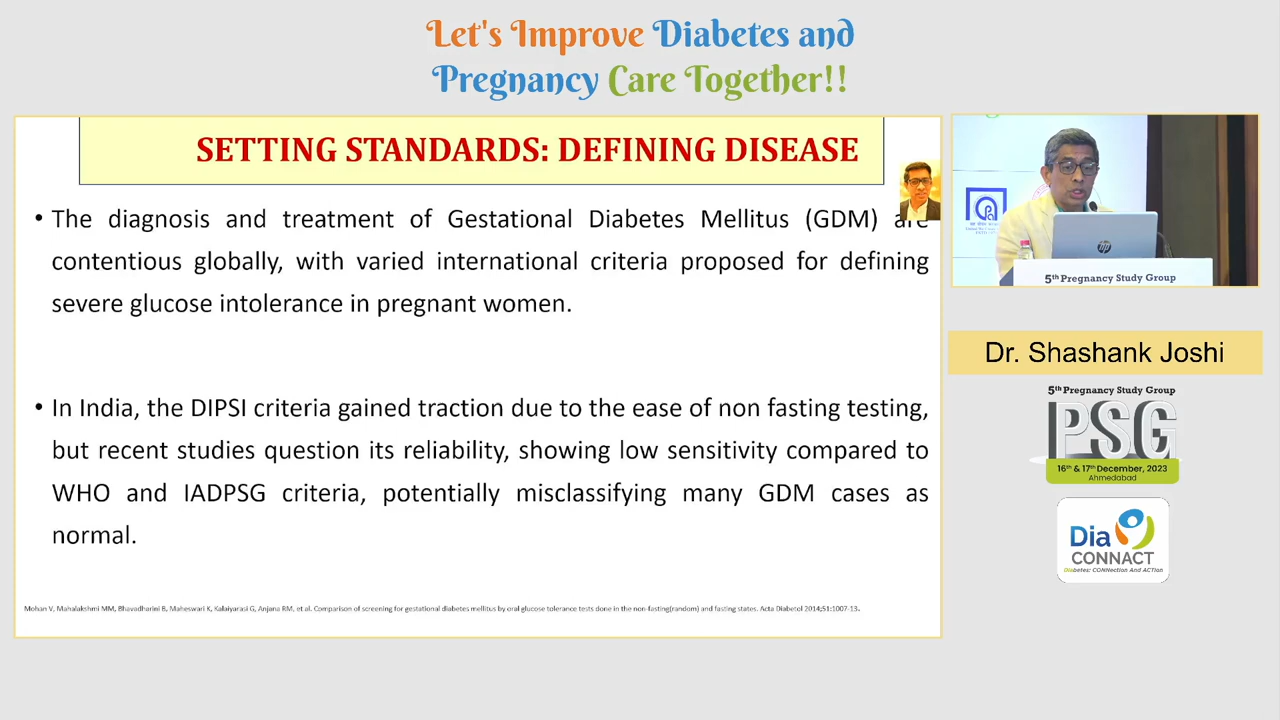 Let's Improve Diabetes and
Pregnancy Care Together!!
SETTING STANDARDS: DEFINING DISEASE
• The diagnosis and treatment of Gestational Diabetes Mellitus (GDM) are
contentious globally, with varied international criteria proposed for defining
severe glucose intolerance in pregnant women.
• In India, the DIPSI criteria gained traction due to the ease of non fasting testing,
but recent studies question its reliability, showing low sensitivity compared to
WHO and IADPSG criteria, potentially misclassifying many GDM cases as
normal.
Mohan V, Mahalakshmi MM, Bhavadharini B, Maheswari K, Kalaiyarasi G, Anjana RM, et al. Comparison of screening for gestational diabetes mellitus by oral glucose tolerance tests done in the non-fasting(random) and fasting states. Acta Diabetol 2014;51:1007-13.
hp
5th Pregnancy Study Group
Dr. Shashank Joshi
5th Pregnancy Study Group
PSG
16th & 17th December, 2023
Ahmedabad
Dia
CONNACT
Diabetes: CONNection And ACTion